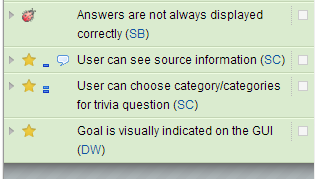 Answers are not always displayed
correctly (SB)
User can see source information (SC)
User can choose category/categories
for trivia question (SC)
Goal is visually indicated on the GUI
(DW)